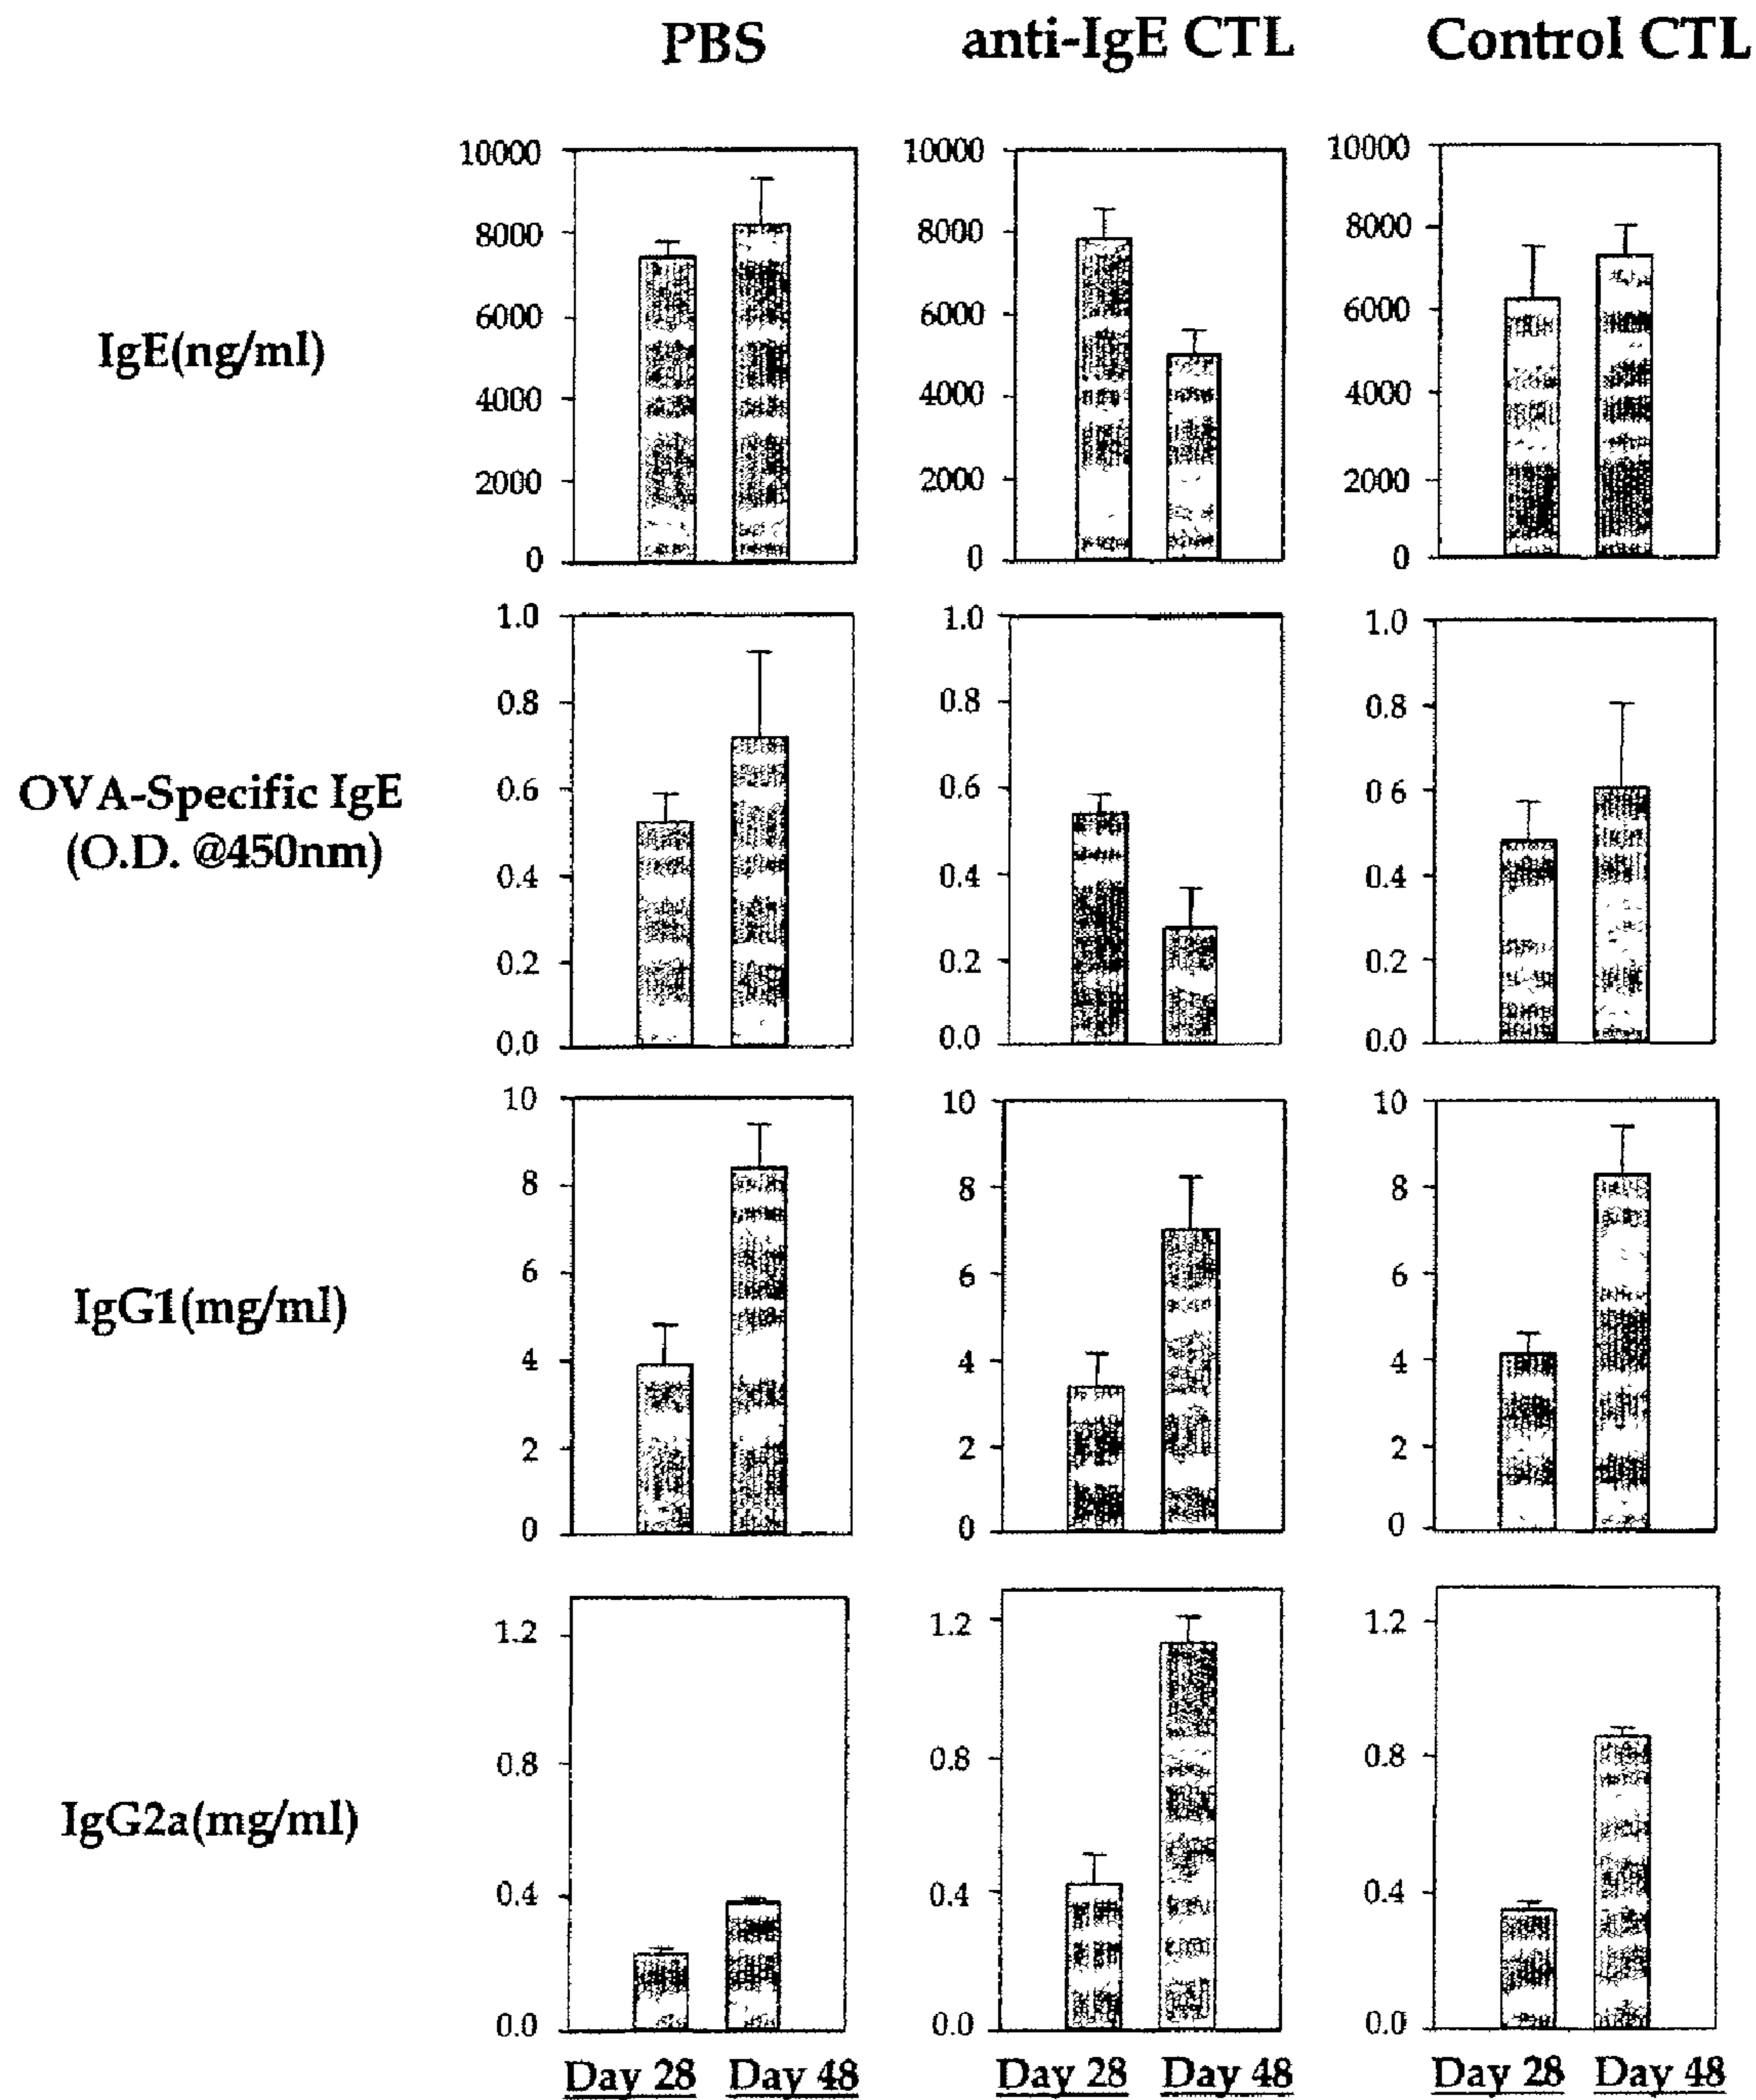 PBS anti-IgE CTL Control CTL
10000 10000 10000
8000 8000 8000
6000 6000 6000
IgE(ng/ml)
4000 4000 4000
2000 2000 2000
0 0 0
1.0 1.0 1.0
0.8 0.8 0.8
0.6 0.6 0.6
OVA-Specific IgE
(O.D. @450nm)
0.4 0.4 0.4
0.2 0.2 0.2
0.0 0.0 0.0
10 10 10
8 8 8
6 6 6
IgG1(mg/ml)
4 4 4
2 2 2
0 0 0
1.2 1.2 1.2
0.8 0.8 0.8
IgG2a(mg/ml)
0.4 0.4 0.4
0.0 0.0 0.0
Day 28 Day 48 Day 28 Day 48 Day 28 Day 48